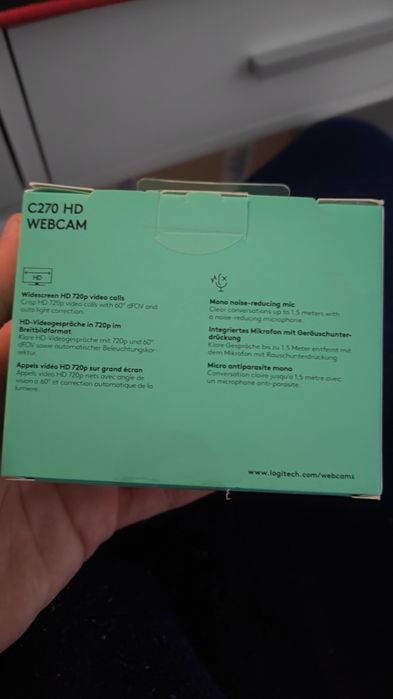 C270 HD
WEBCAM
HD
Widescreen HD 720p video calls
Crisp HD 720p video calls with 60° dFOV and
auto light correction.
HD-Videogespräche in 720p im
Breitbildformat
Klare HD-Videogespräche mit 720p und 60°
dFOV sowie automatischer Beleuchtungskor-
rektur.
Appels vidéo HD 720p sur grand écran
Appels vidéo HD 720p nets avec angle de
vision à 60° et correction automatique de la
lumière.
Mono noise-reducing mic
Clear conversations up to 1,5 meters with
a noise-reducing microphone.
Integriertes Mikrofon mit Geräuschunter-
drückung
Klare Gespräche bis zu 1,5 Meter entfernt mit
dem Mikrofon mit Rauschunterdrückung
Micro antiparasite mono
Conversation claire jusqu'à 1,5 mètre avec
un microphone anti-parasite.
www.logitech.com/webcams